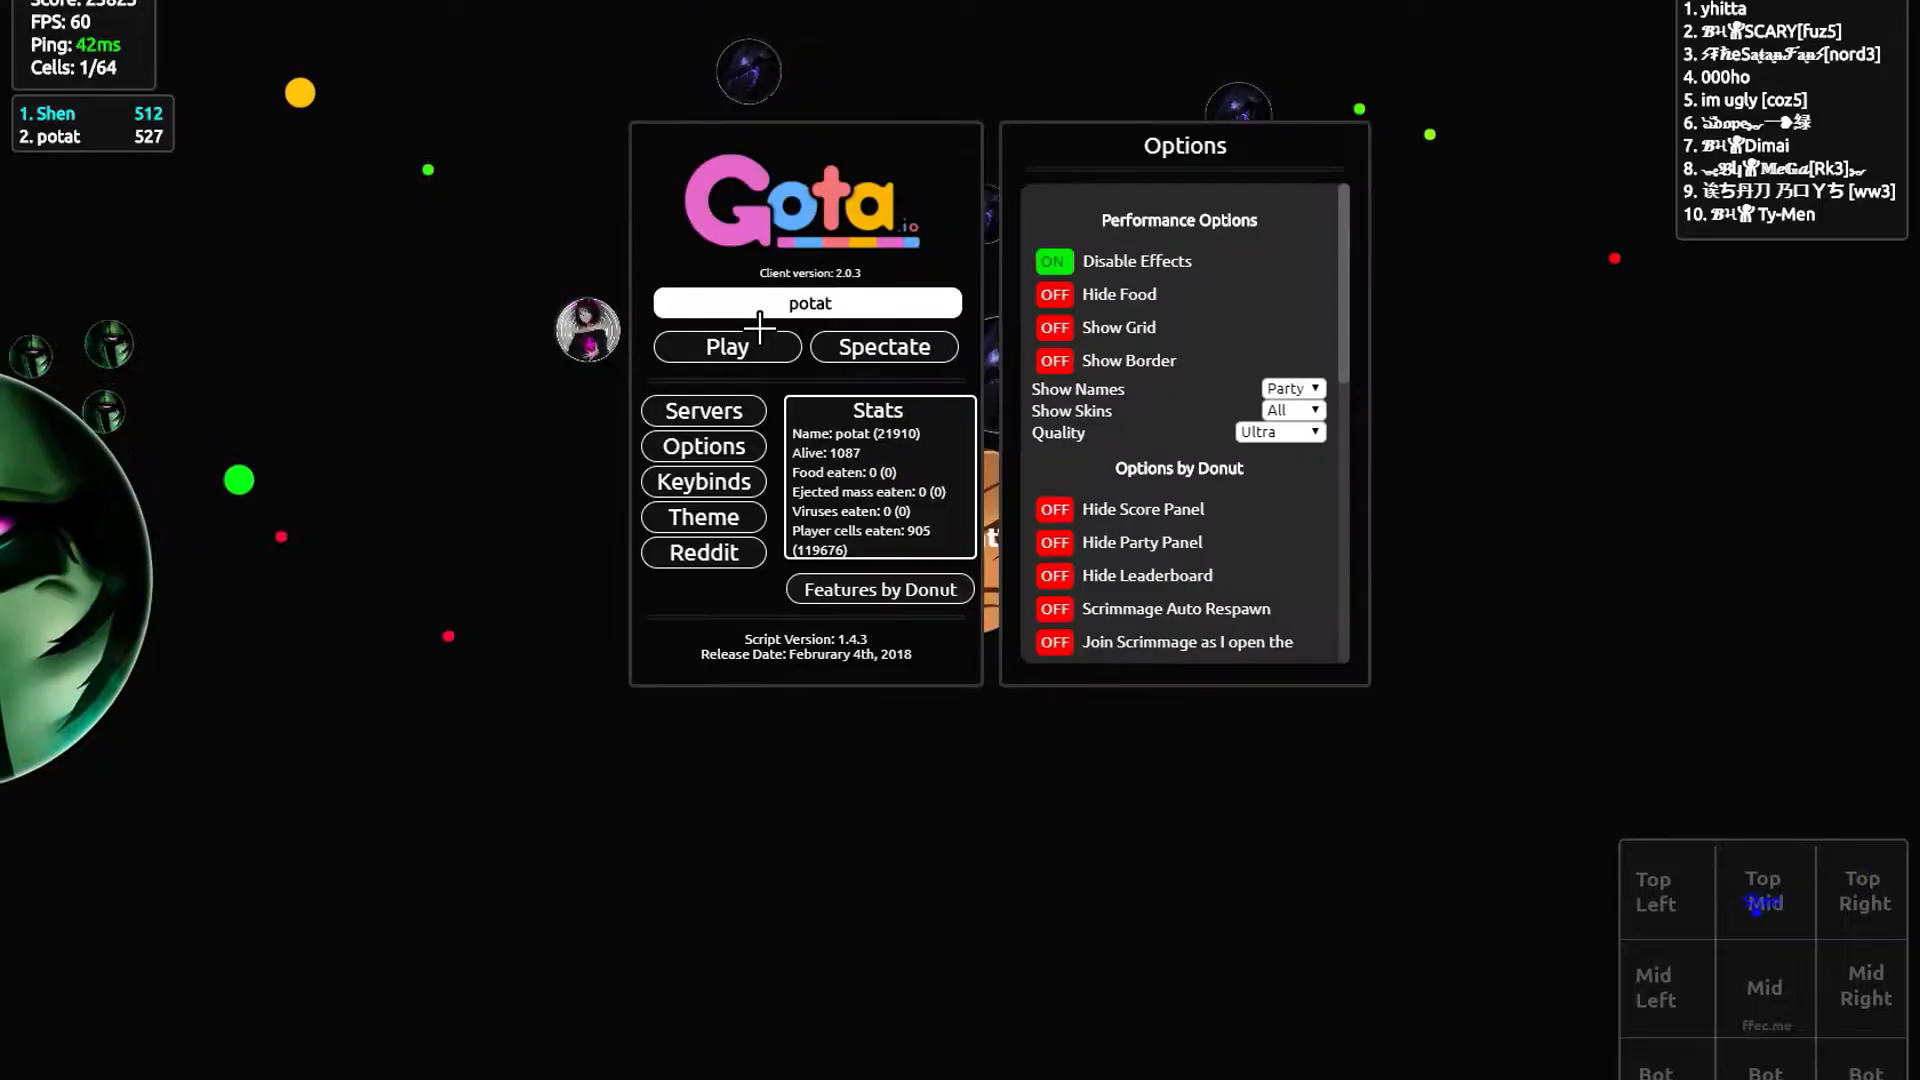 FPS: 60
Ping: 42ms
Cells: 1/64
1. Shen 512
2. potat 527
Gota.io
Client version: 2.0.3
potat
Play
Spectate
Servers
Options
Keybinds
Theme
Reddit
Stats
Name: potat (21910)
Alive: 1087
Food eaten: 0 (0)
Ejected mass eaten: 0 (0)
Viruses eaten: 0 (0)
Player cells eaten: 905
(119676)
Features by Donut
Script Version: 1.4.3
Release Date: Februrary 4th, 2018
Options
Performance Options
ON Disable Effects
OFF Hide Food
OFF Show Grid
OFF Show Border
Show Names Party
Show Skins All
Quality Ultra
Options by Donut
OFF Hide Score Panel
OFF Hide Party Panel
OFF Hide Leaderboard
OFF Scrimmage Auto Respawn
OFF Join Scrimmage as I open the
1. yhitta
2. SCARY[fuz5]
3. [nord3]
4. 000ho
5. im ugly [coz5]
6.
7. Dimai
8. [Rk3]
9. [ww3]
10. Ty-Men
Top Left
Top Mid
Top Right
Mid Left
Mid
Mid Right
ffec.me
Bot
Bot
Bot